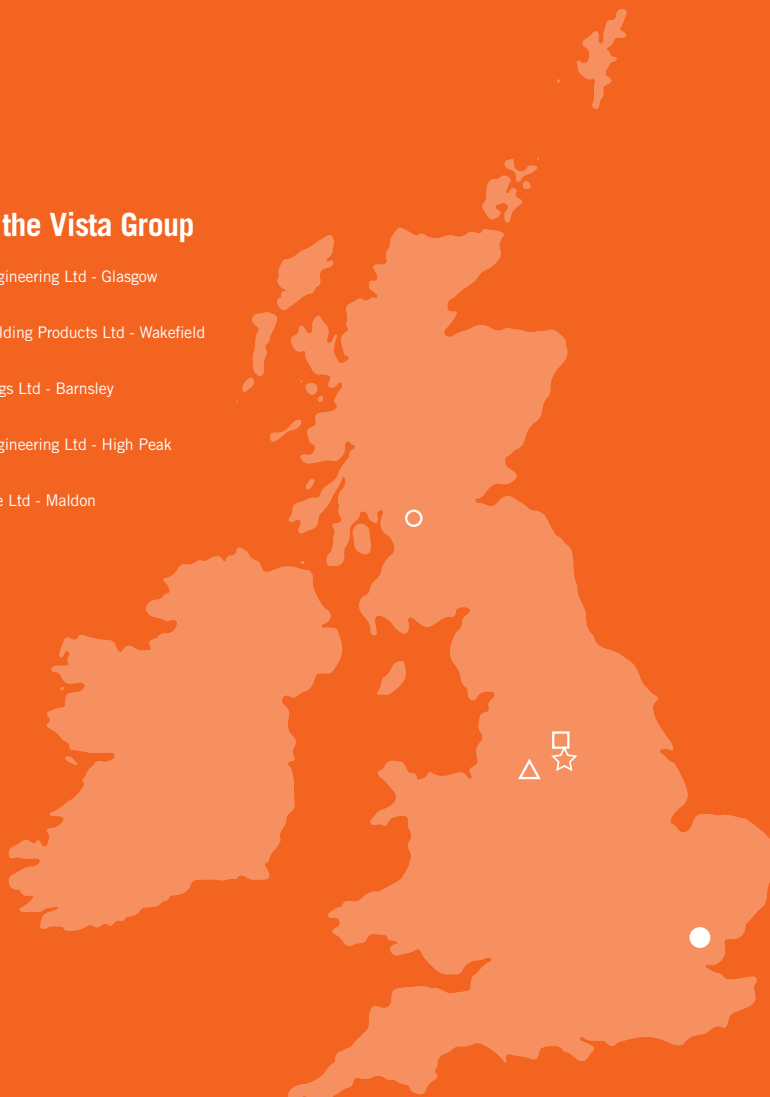 the Vista Group
gineering Ltd - Glasgow
lding Products Ltd - Wakefield
gs Ltd - Barnsley
gineering Ltd - High Peak
e Ltd - Maldon